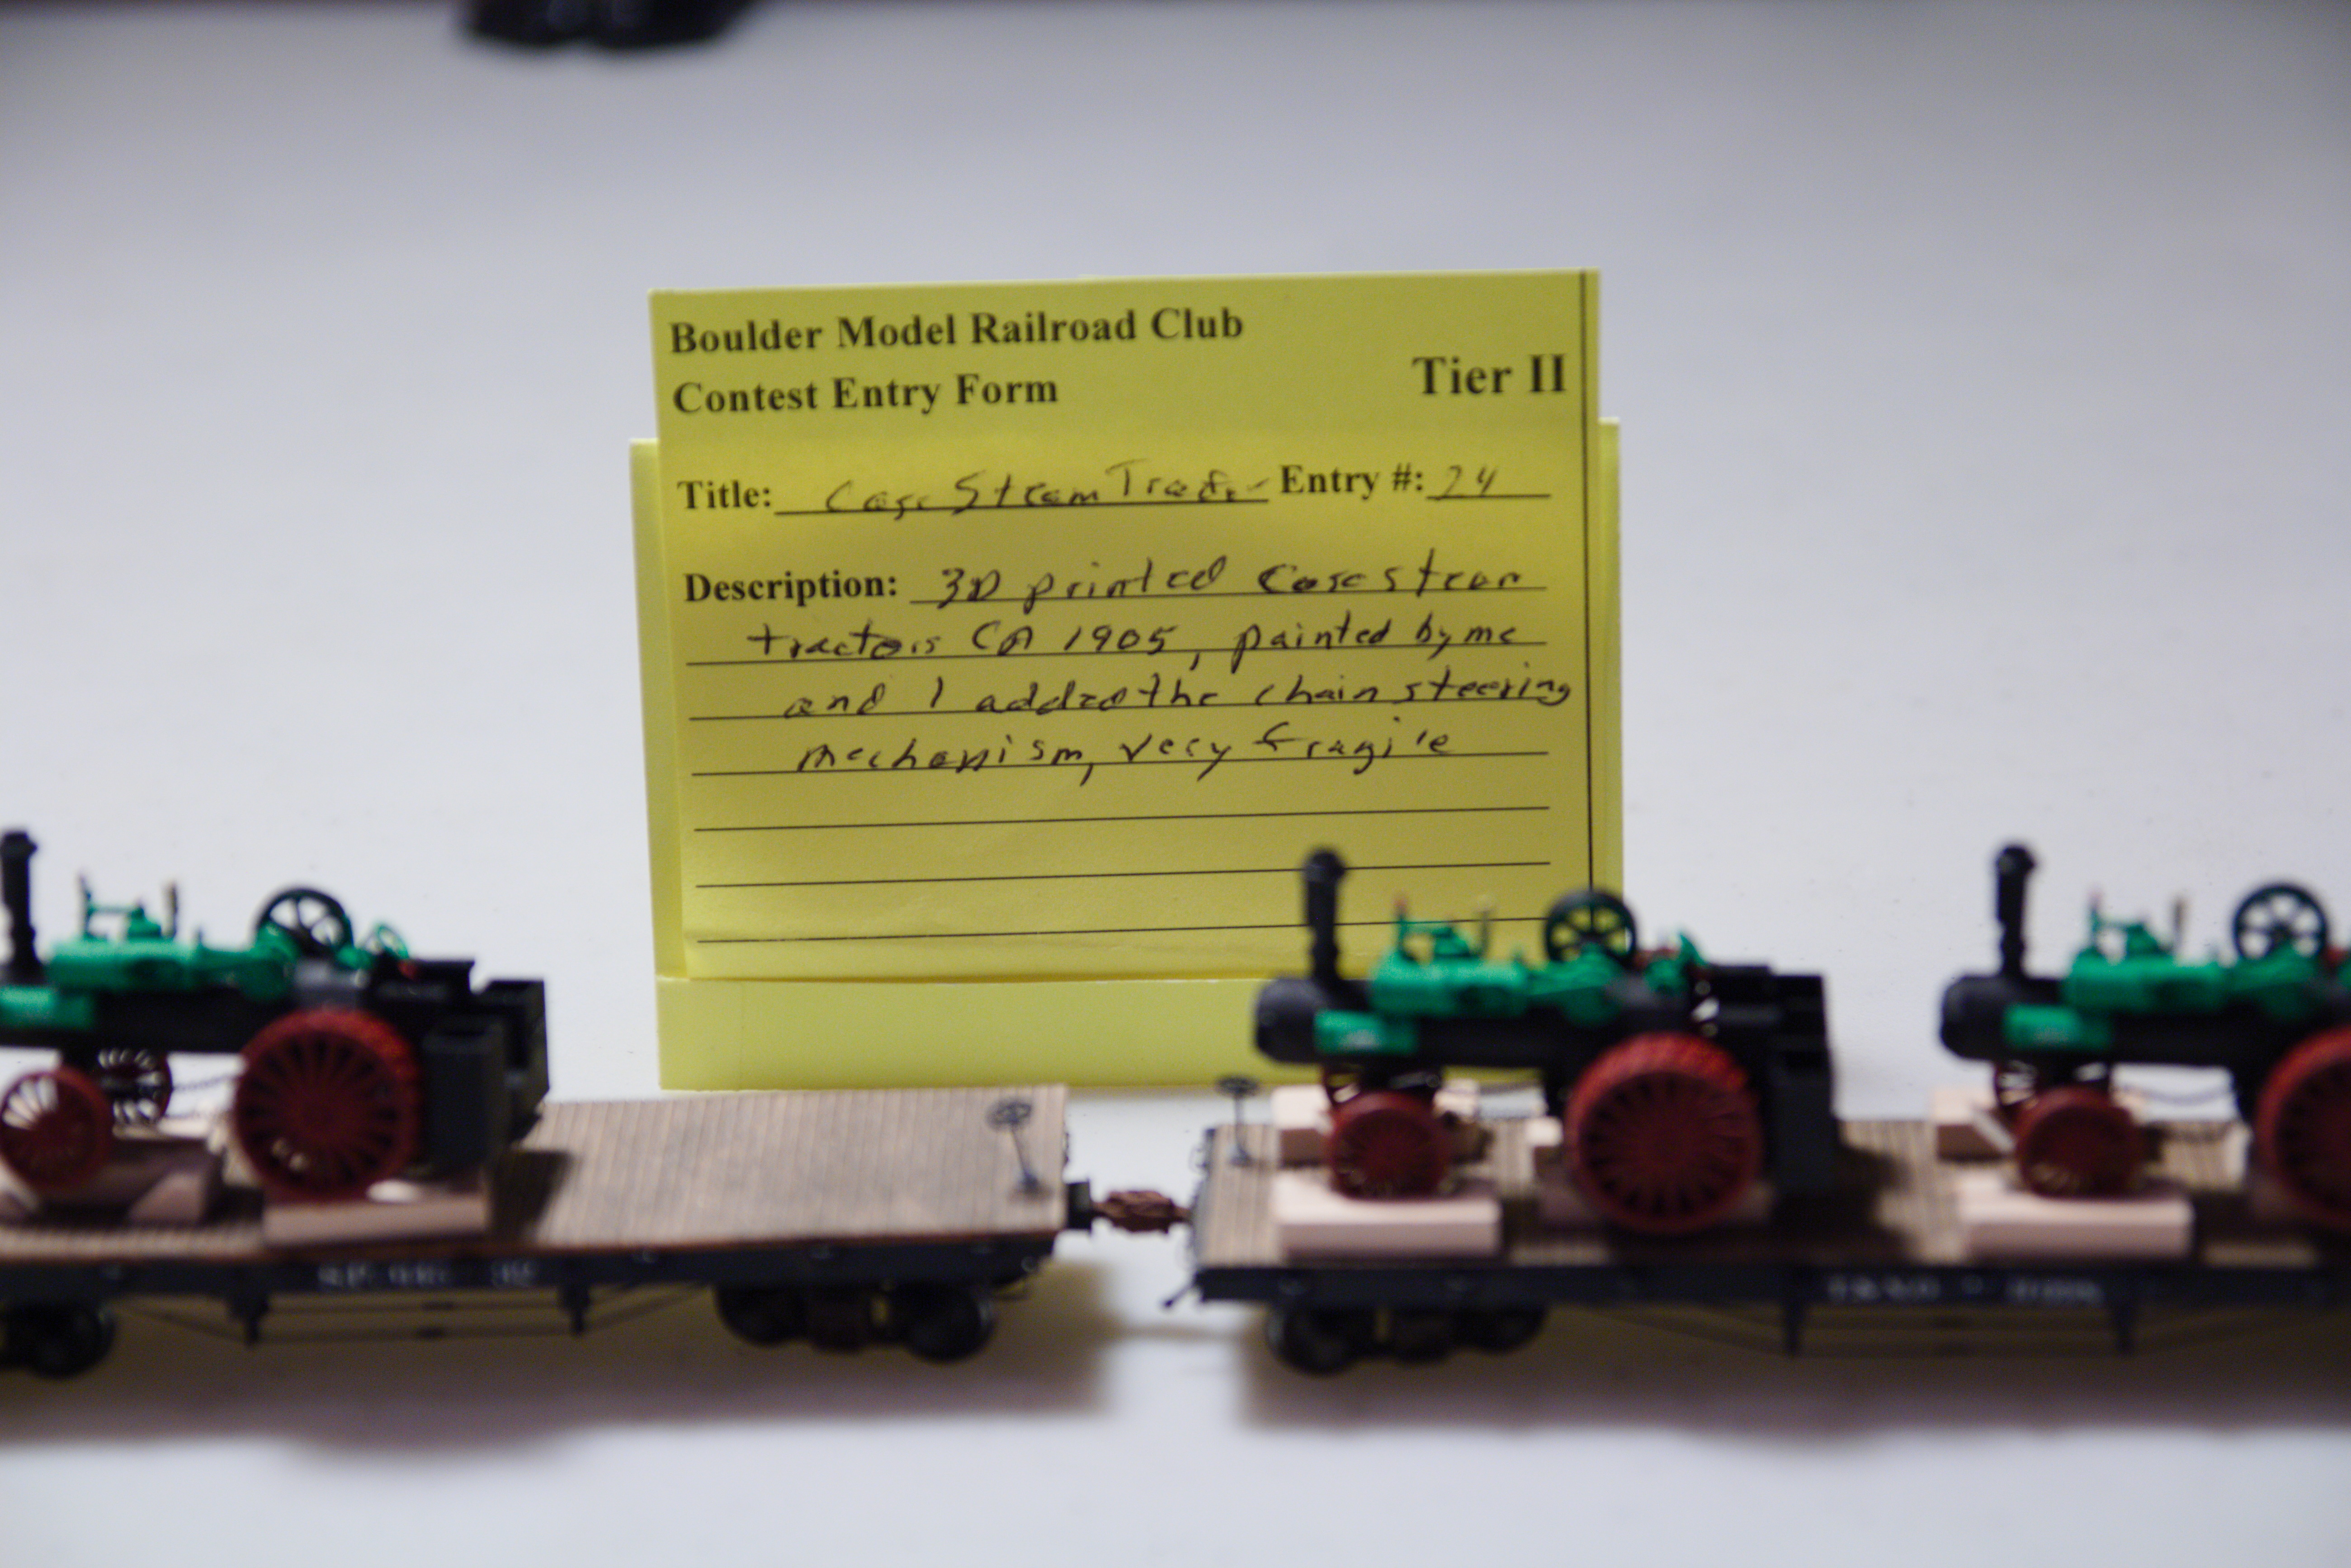 Boulder Model Railroad Club
Contest Entry Form
Tier II
Title: Case Steam Tractor Entry #: 24
Description: 3D printed Case steam
tractors CA 1905, painted by me
and I added the chain steering
mechanism, very fragile